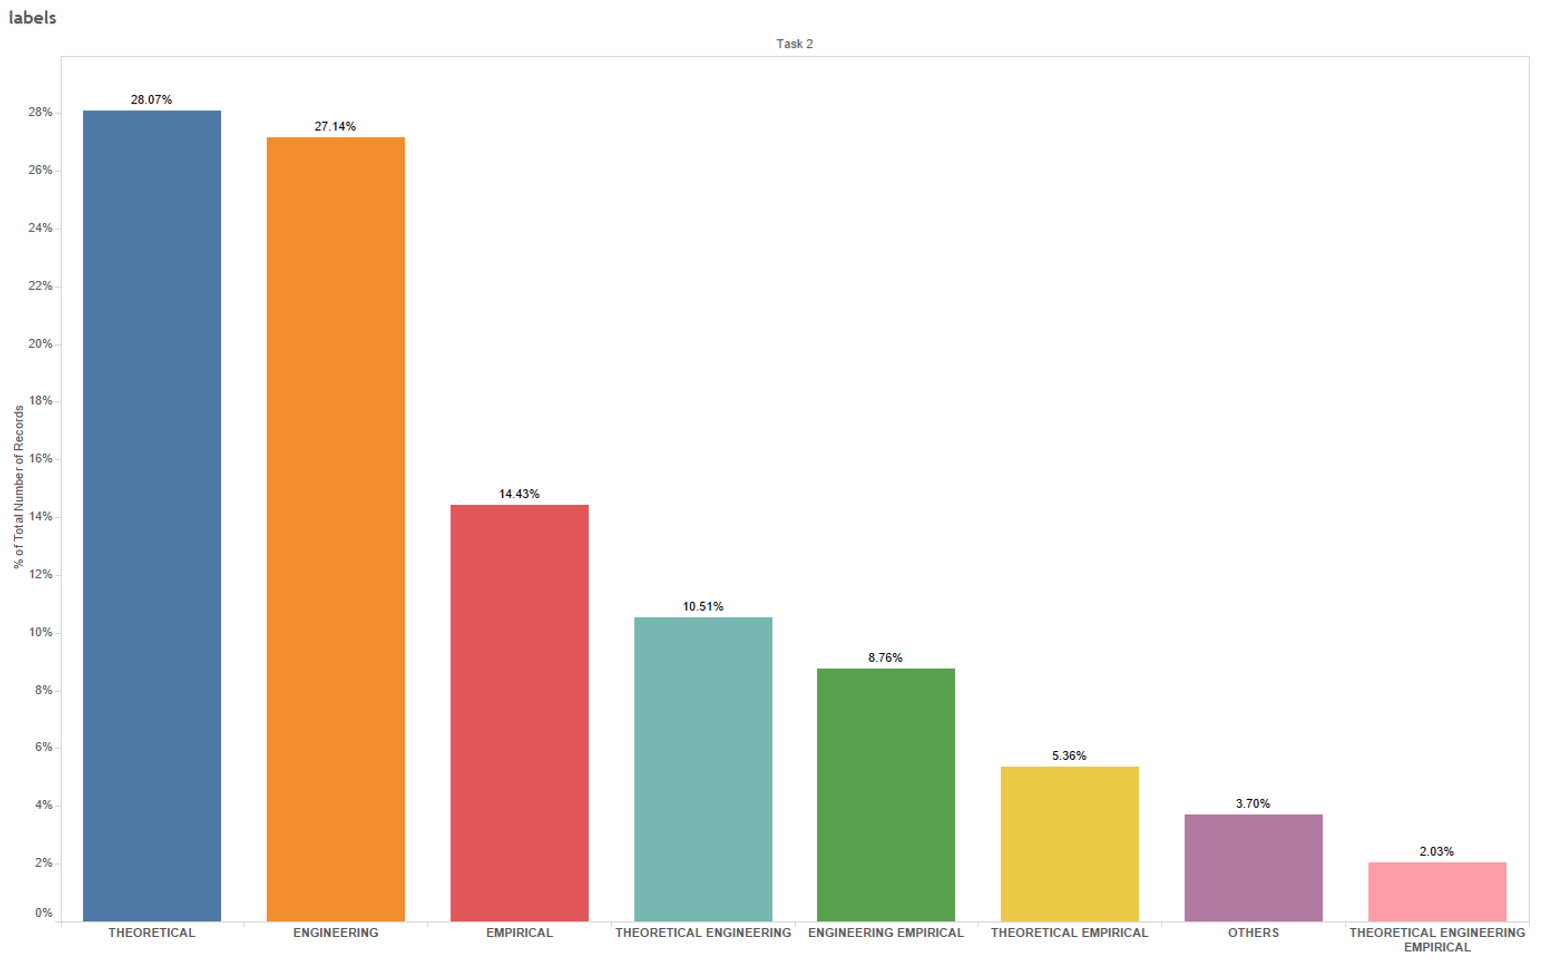 labels
Task 2
% of Total Number of Records
28%
26%
24%
22%
20%
18%
16%
14%
12%
10%
8%
6%
4%
2%
0%
28.07%
27.14%
14.43%
10.51%
8.76%
5.36%
3.70%
2.03%
THEORETICAL
ENGINEERING
EMPIRICAL
THEORETICAL ENGINEERING
ENGINEERING EMPIRICAL
THEORETICAL EMPIRICAL
OTHERS
THEORETICAL ENGINEERING
EMPIRICAL